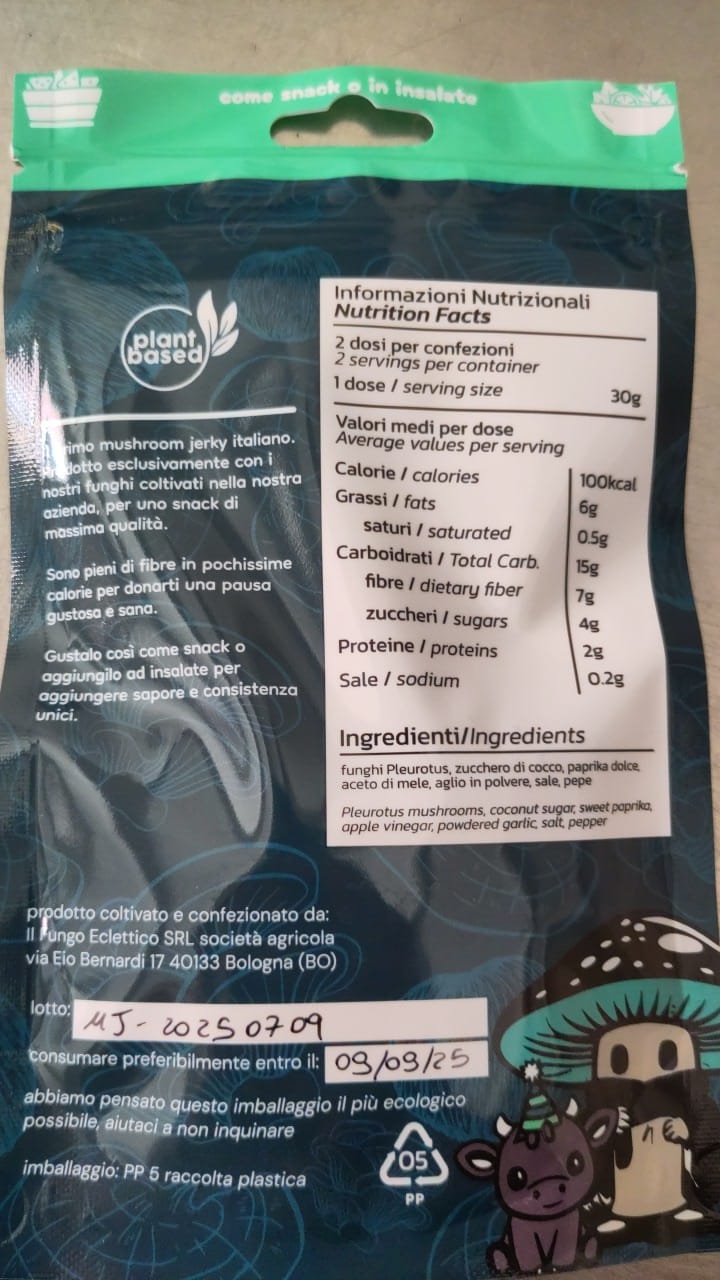 come snack o in insalate
plant
based
primo mushroom jerky italiano.
Prodotto esclusivamente con i
nostri funghi coltivati nella nostra
azienda, per uno snack di
massima qualità.
Sono pieni di fibre in pochissime
calorie per donarti una pausa
gustosa e sana.
Gustalo così come snack o
aggiungilo ad insalate per
aggiungere sapore e consistenza
unici.
Informazioni Nutrizionali
Nutrition Facts
2 dosi per confezioni
2 servings per container
1 dose / serving size 30g
Valori medi per dose
Average values per serving
Calorie / calories 100kcal
Grassi / fats 6g
saturi / saturated 0.5g
Carboidrati / Total Carb. 15g
fibre / dietary fiber 7g
zuccheri / sugars 4g
Proteine / proteins 2g
Sale / sodium 0.2g
Ingredienti/Ingredients
funghi Pleurotus, zucchero di cocco, paprika dolce,
aceto di mele, aglio in polvere, sale, pepe
Pleurotus mushrooms, coconut sugar, sweet paprika,
apple vinegar, powdered garlic, salt, pepper
prodotto coltivato e confezionato da:
Il Fungo Eclettico SRL società agricola
via Eio Bernardi 17 40133 Bologna (BO)
lotto: MJ - 20250709
consumare preferibilmente entro il: 09/09/25
abbiamo pensato questo imballaggio il più ecologico
possibile, aiutaci a non inquinare
imballaggio: PP 5 raccolta plastica
05
PP